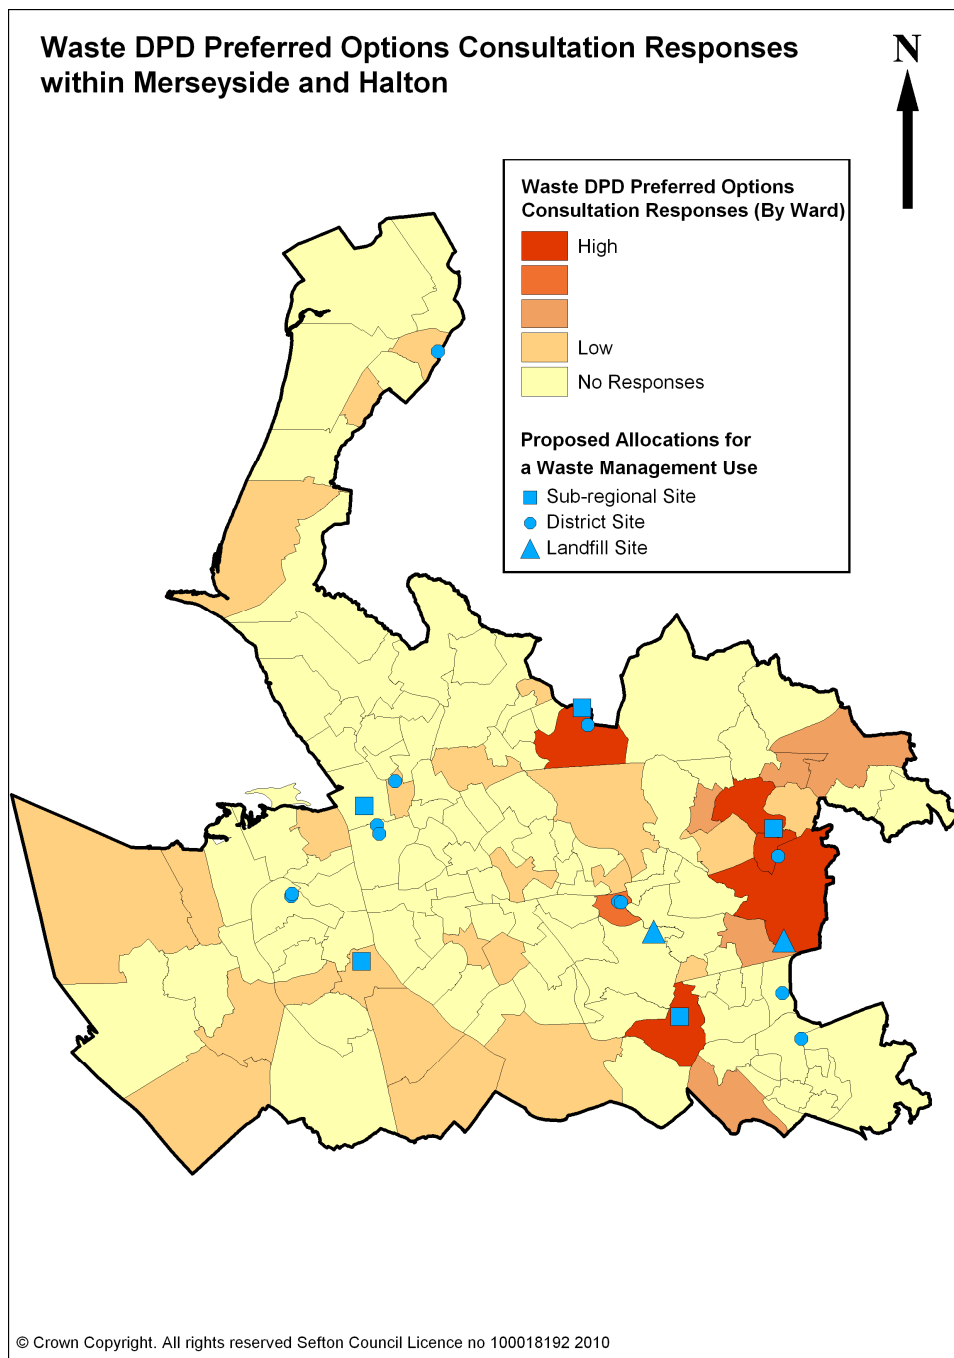 Waste DPD Preferred Options Consultation Responses
within Merseyside and Halton
N
Waste DPD Preferred Options
Consultation Responses (By Ward)
High
Low
No Responses
Proposed Allocations for
a Waste Management Use
Sub-regional Site
District Site
Landfill Site
© Crown Copyright. All rights reserved Sefton Council Licence no 100018192 2010